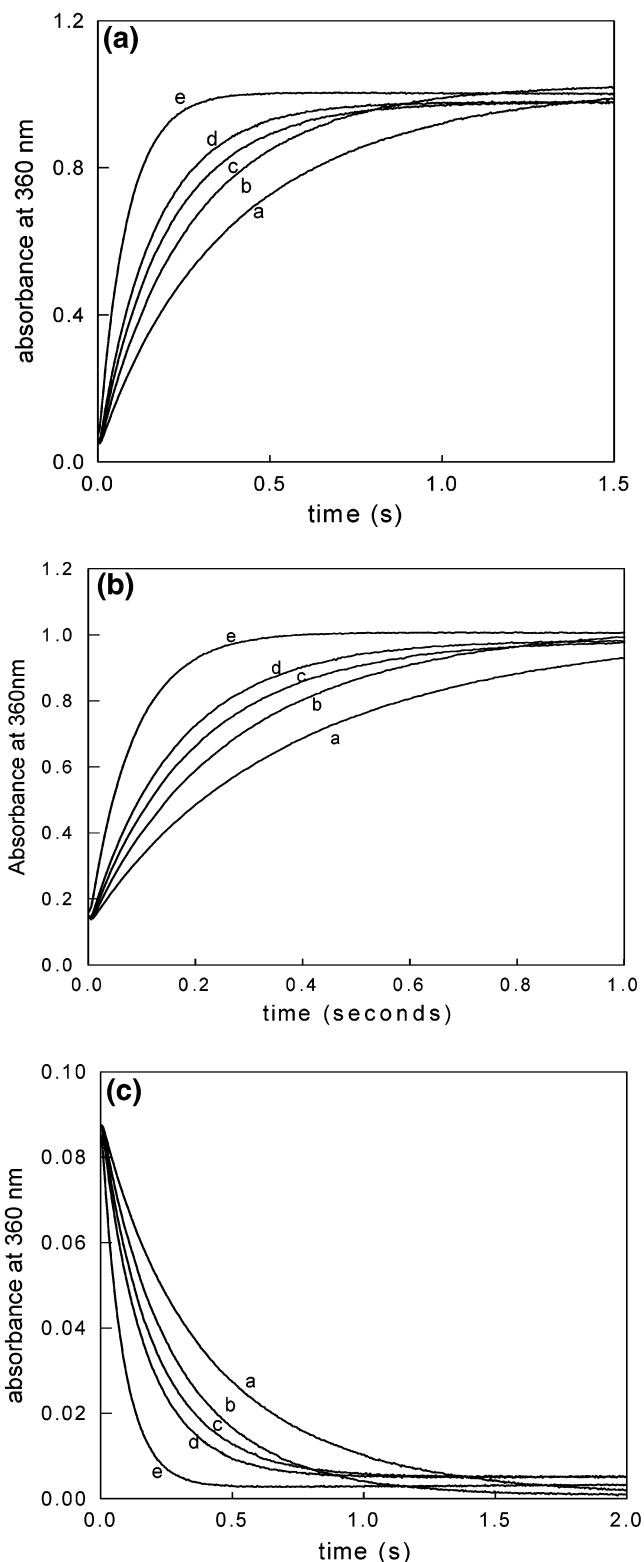 (a)
1.2
0.8
0.4
0.0
absorbance at 360 nm
e
d
c
b
a
0.0 0.5 1.0 1.5
time (s)
(b)
1.2
1.0
0.8
0.6
0.4
0.2
0.0
Absorbance at 360nm
e
d
c
b
a
0.0 0.2 0.4 0.6 0.8 1.0
time (seconds)
(c)
0.10
0.08
0.06
0.04
0.02
0.00
absorbance at 360 nm
a
b
c
d
e
0.0 0.5 1.0 1.5 2.0
time (s)